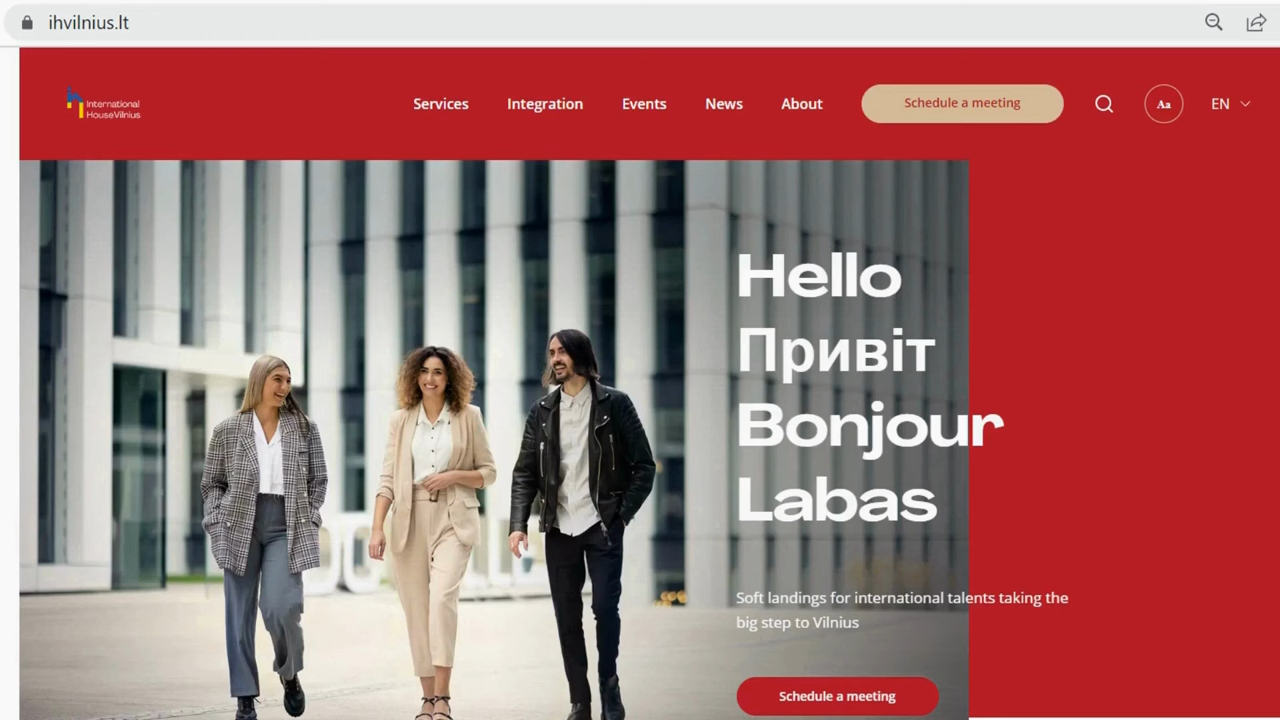 ihvilnius.lt
International
HouseVilnius
Services
Integration
Events
News
About
Schedule a meeting
Aa
EN
Hello
Привіт
Bonjour
Labas
Soft landings for international talents taking the
big step to Vilnius
Schedule a meeting